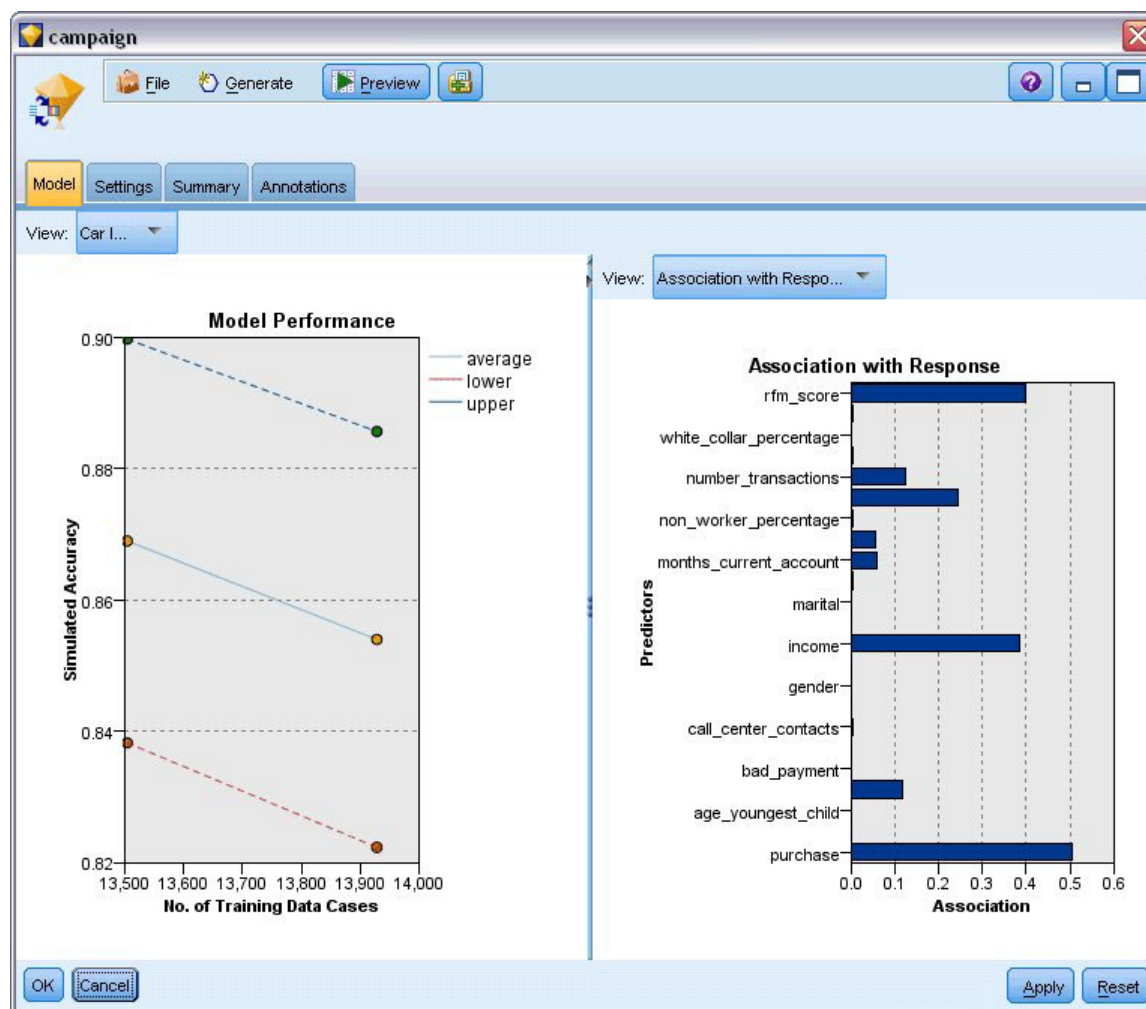 campaign
File Generate Preview
Model Settings Summary Annotations
View: Car I...
Model Performance
0.90
0.88
0.86
0.84
0.82
Simulated Accuracy
13,500 13,600 13,700 13,800 13,900 14,000
No. of Training Data Cases
average
lower
upper
View: Association with Respo...
Association with Response
rfm_score
white_collar_percentage
number_transactions
non_worker_percentage
months_current_account
marital
income
gender
call_center_contacts
bad_payment
age_youngest_child
purchase
Predictors
0.0 0.1 0.2 0.3 0.4 0.5 0.6
Association
OK Cancel Apply Reset